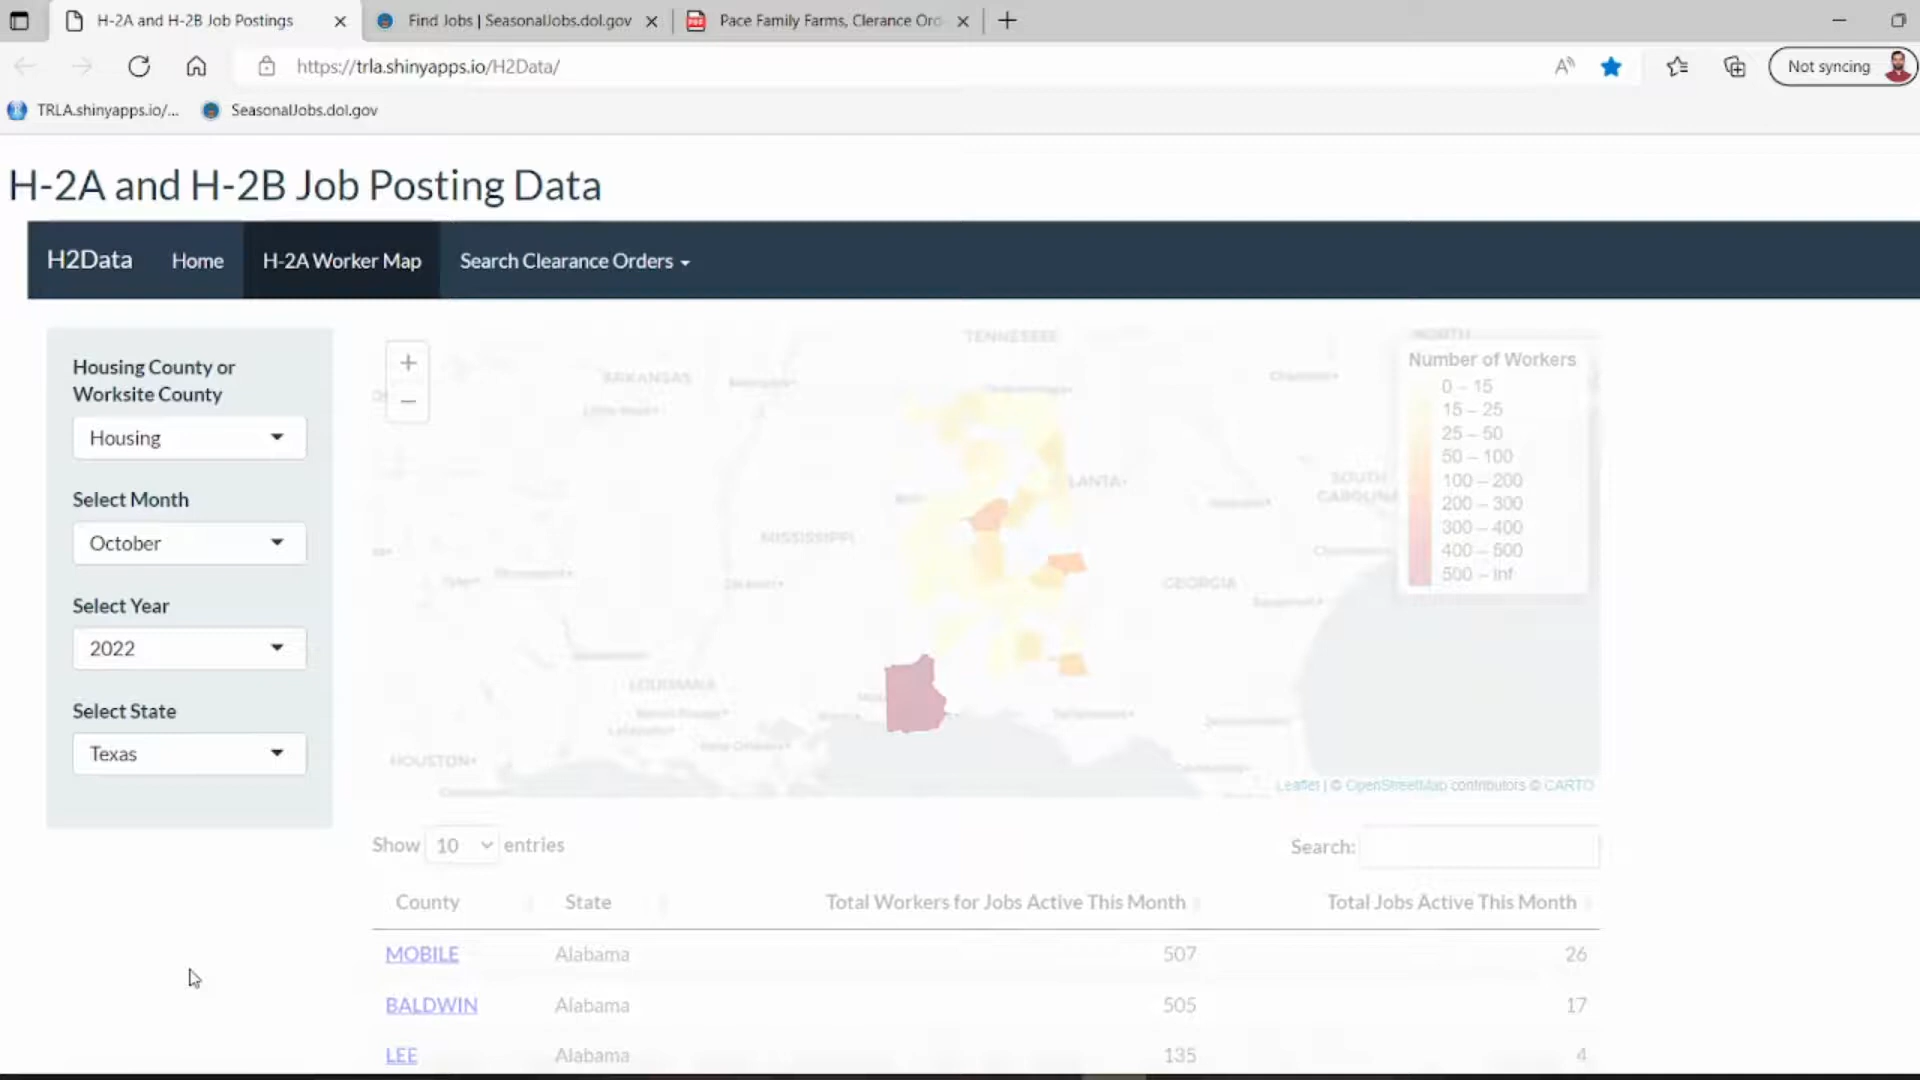 H-2A and H-2B Job Postings
Find Jobs | SeasonalJobs.dol.gov
Pace Family Farms, Clerance Ord
https://trla.shinyapps.io/H2Data/
Not syncing
TRLA.shinyapps.io/...
SeasonalJobs.dol.gov
H-2A and H-2B Job Posting Data
H2Data
Home
H-2A Worker Map
Search Clearance Orders
Housing County or
Worksite County
Housing
Select Month
October
Select Year
2022
Select State
Texas
+
−
TENNESSEE
NORTH
ARKANSAS
LANTA
SOUTH
CAROLINA
MISSISSIPPI
GEORGIA
LOUISIANA
HOUSTON
Number of Workers
0 – 15
15 – 25
25 – 50
50 – 100
100 – 200
200 – 300
300 – 400
400 – 500
500 – Inf
Leaflet | © OpenStreetMap contributors © CARTO
Show 10 entries
Search:
County State Total Workers for Jobs Active This Month Total Jobs Active This Month
MOBILE Alabama 507 26
BALDWIN Alabama 505 17
LEE Alabama 135 4